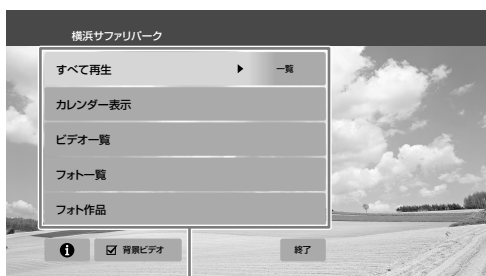 横浜サファリパーク
すべて再生 ▶ 一覧
カレンダー表示
ビデオ一覧
フォト一覧
フォト作品
背景ビデオ 終了